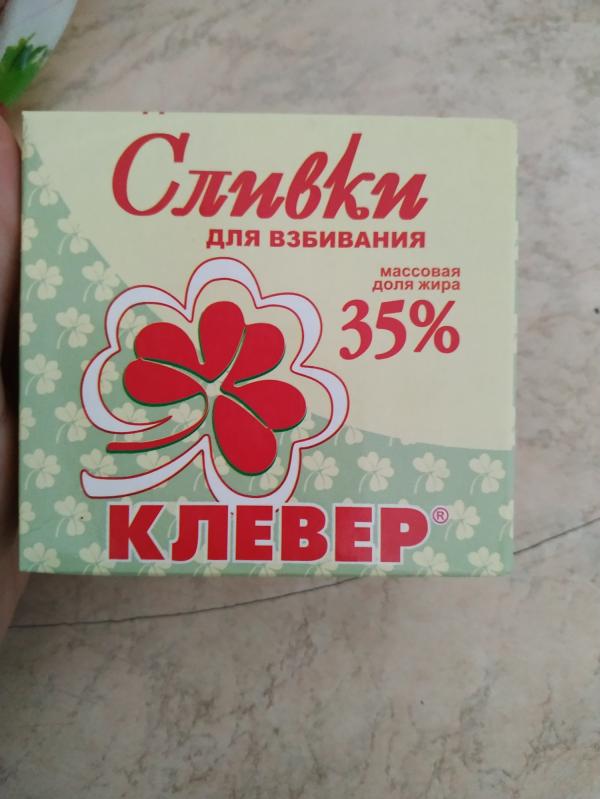 Сливки
ДЛЯ ВЗБИВАНИЯ
массовая
доля жира
35%
КЛЕВЕР®